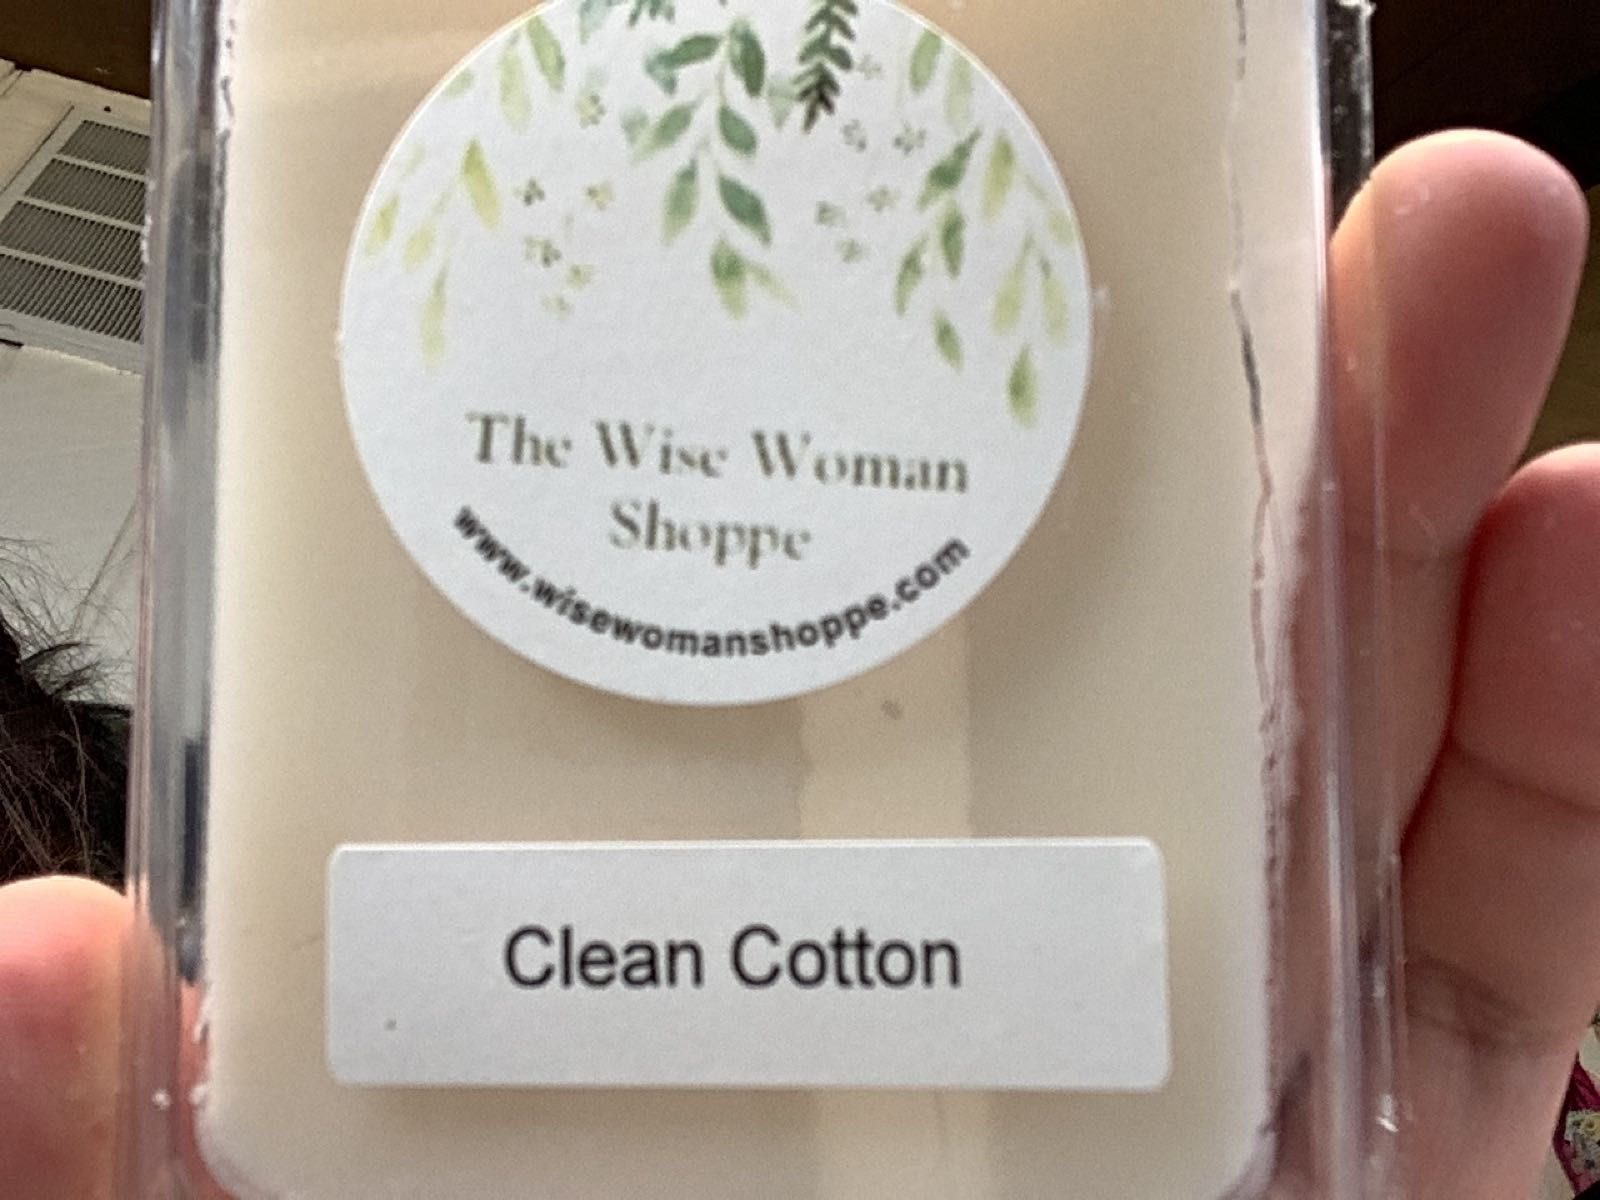 The Wise Woman
Shoppe
www.wisewomanshoppe.com
Clean Cotton